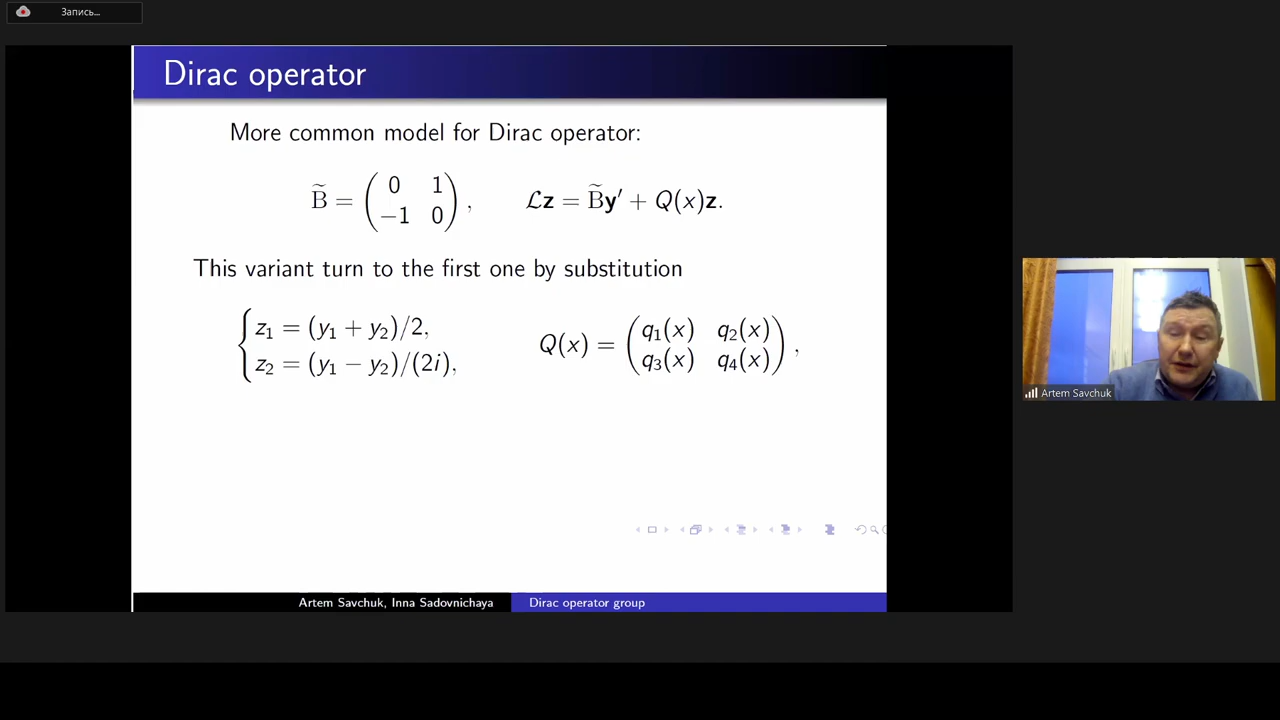 Запись...
Dirac operator
More common model for Dirac operator:
B̃ = ( 0 1 ; −1 0 ) , ℒz = B̃y′ + Q(x)z.
This variant turn to the first one by substitution
{ z₁ = (y₁ + y₂)/2,
z₂ = (y₁ − y₂)/(2i),
Q(x) = ( q₁(x) q₂(x) ; q₃(x) q₄(x) ) ,
Artem Savchuk
Artem Savchuk, Inna Sadovnichaya Dirac operator group